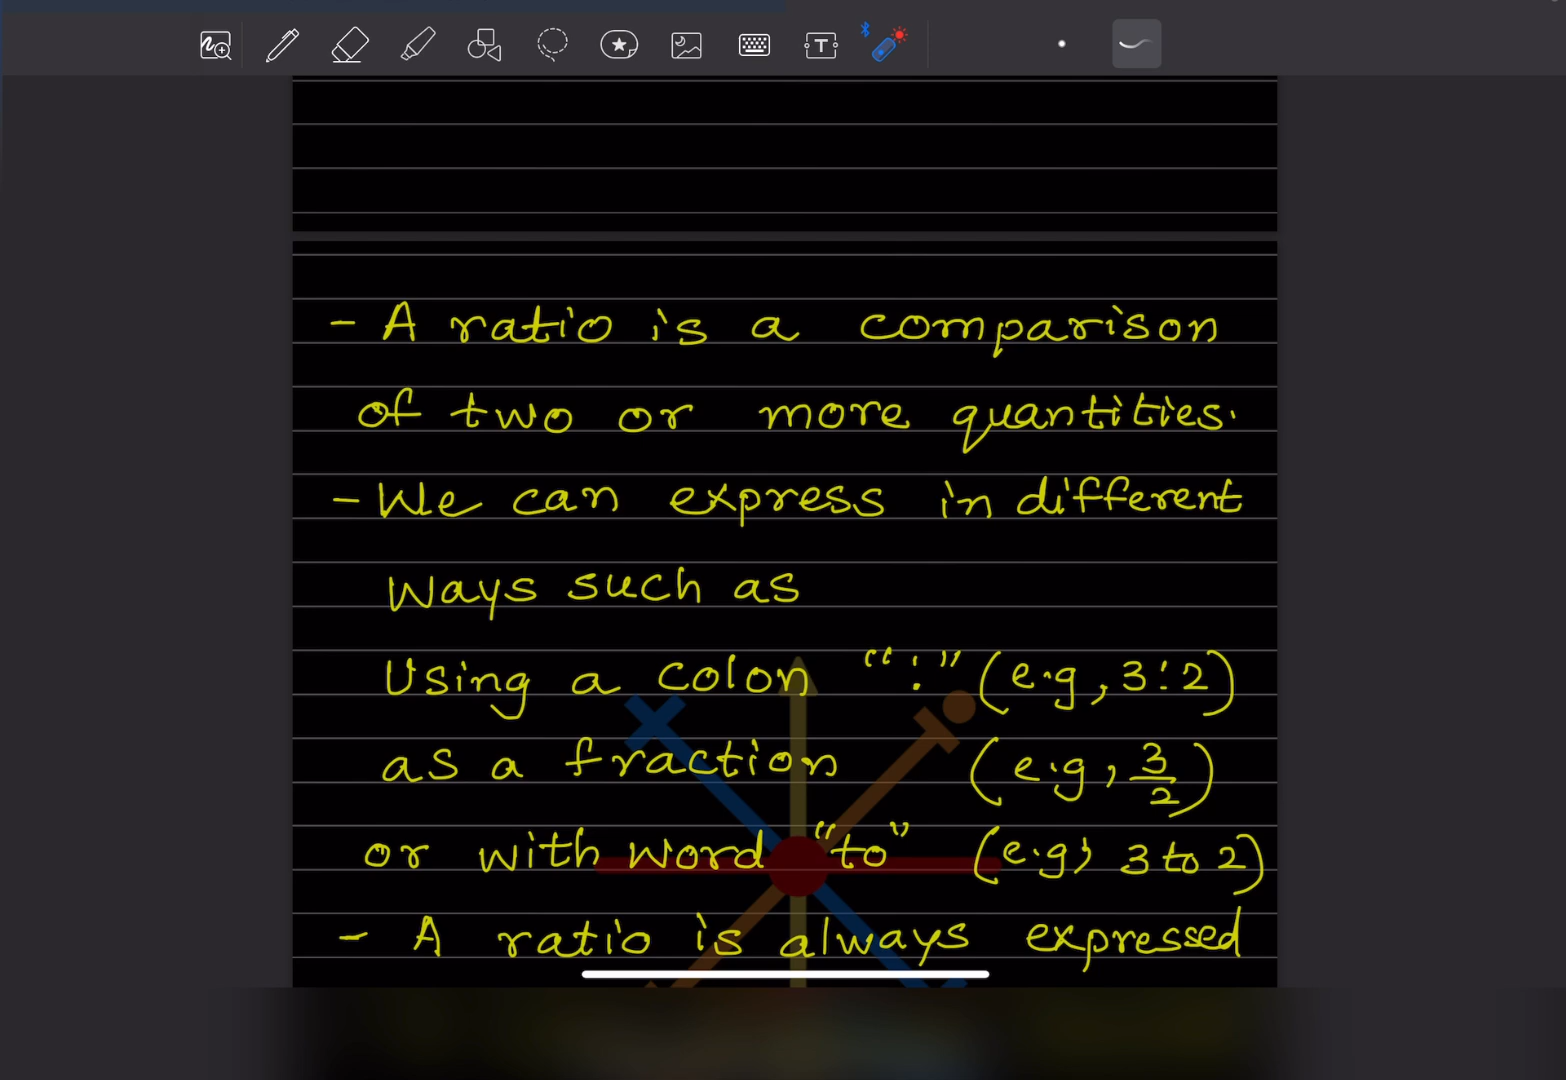 - A ratio is a comparison
of two or more quantities.
- We can express in different
ways such as
Using a colon ":" (e.g, 3:2)
as a fraction (e.g, 3/2)
or with word "to" (e.g, 3 to 2)
- A ratio is always expressed